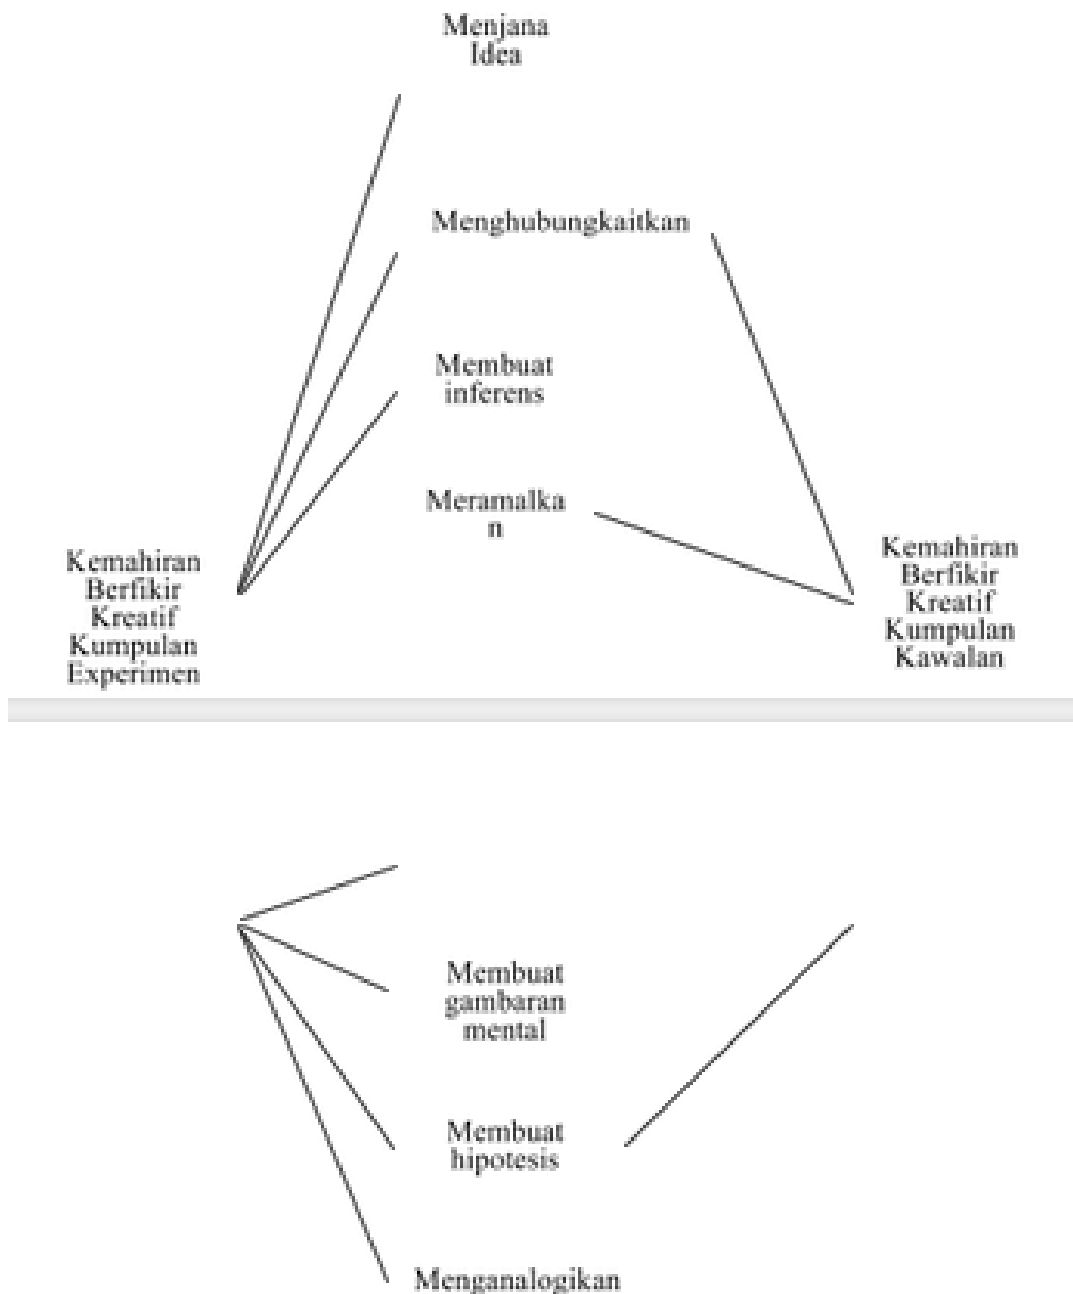 Menjana
Idea
Menghubungkaitkan
Membuat
inferens
Meramalka
n
Kemahiran
Berfikir
Kreatif
Kumpulan
Experimen
Kemahiran
Berfikir
Kreatif
Kumpulan
Kawalan
Membuat
gambaran
mental
Membuat
hipotesis
Menganalogikan